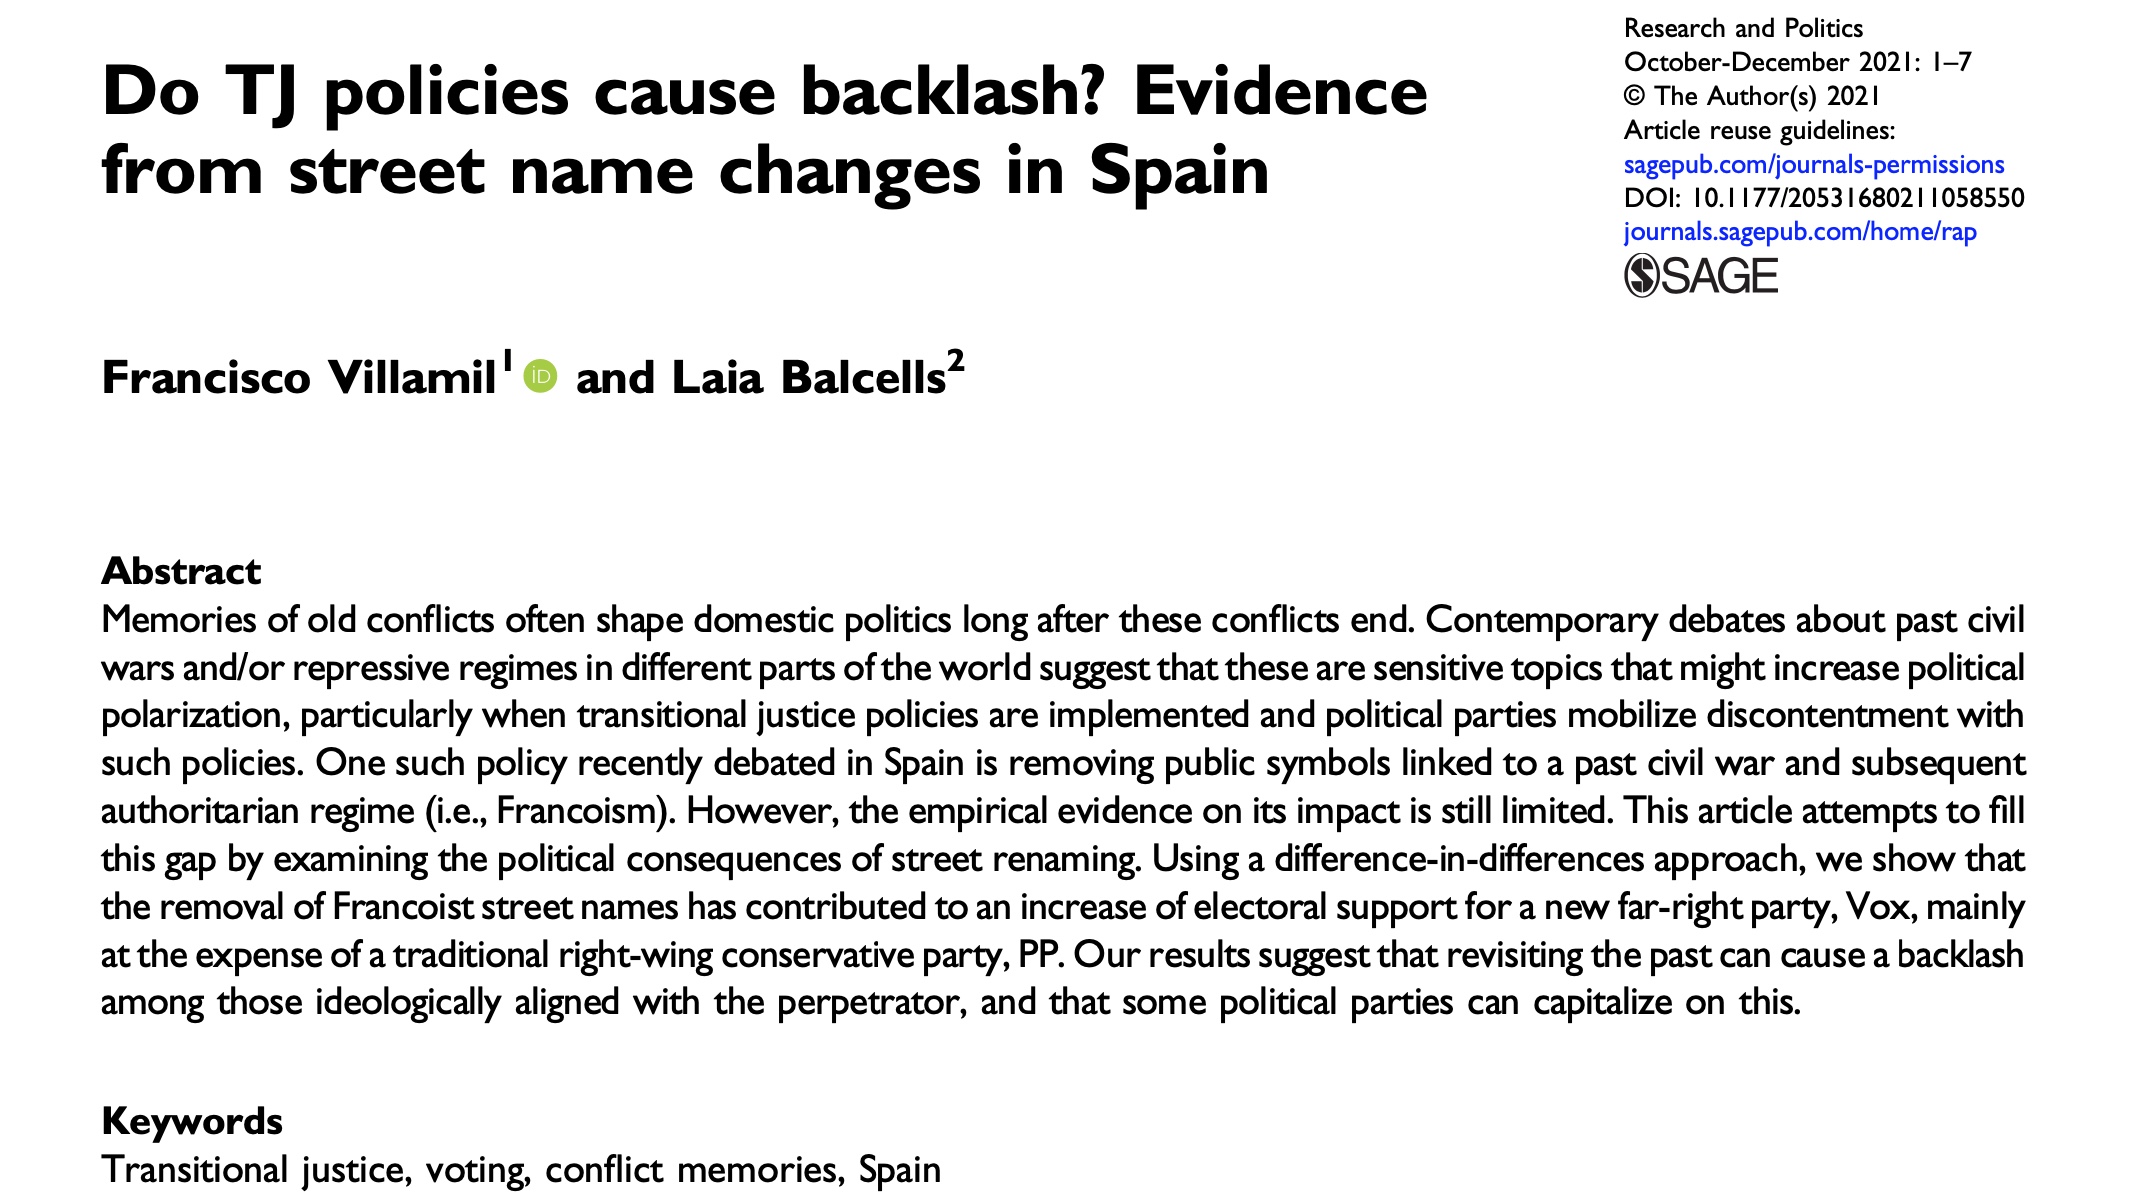 Do TJ policies cause backlash? Evidence
from street name changes in Spain
Research and Politics
October-December 2021: 1–7
© The Author(s) 2021
Article reuse guidelines:
sagepub.com/journals-permissions
DOI: 10.1177/20531680211058550
journals.sagepub.com/home/rap
SAGE
Francisco Villamil1 iD and Laia Balcells2
Abstract
Memories of old conflicts often shape domestic politics long after these conflicts end. Contemporary debates about past civil
wars and/or repressive regimes in different parts of the world suggest that these are sensitive topics that might increase political
polarization, particularly when transitional justice policies are implemented and political parties mobilize discontentment with
such policies. One such policy recently debated in Spain is removing public symbols linked to a past civil war and subsequent
authoritarian regime (i.e., Francoism). However, the empirical evidence on its impact is still limited. This article attempts to fill
this gap by examining the political consequences of street renaming. Using a difference-in-differences approach, we show that
the removal of Francoist street names has contributed to an increase of electoral support for a new far-right party, Vox, mainly
at the expense of a traditional right-wing conservative party, PP. Our results suggest that revisiting the past can cause a backlash
among those ideologically aligned with the perpetrator, and that some political parties can capitalize on this.
Keywords
Transitional justice, voting, conflict memories, Spain